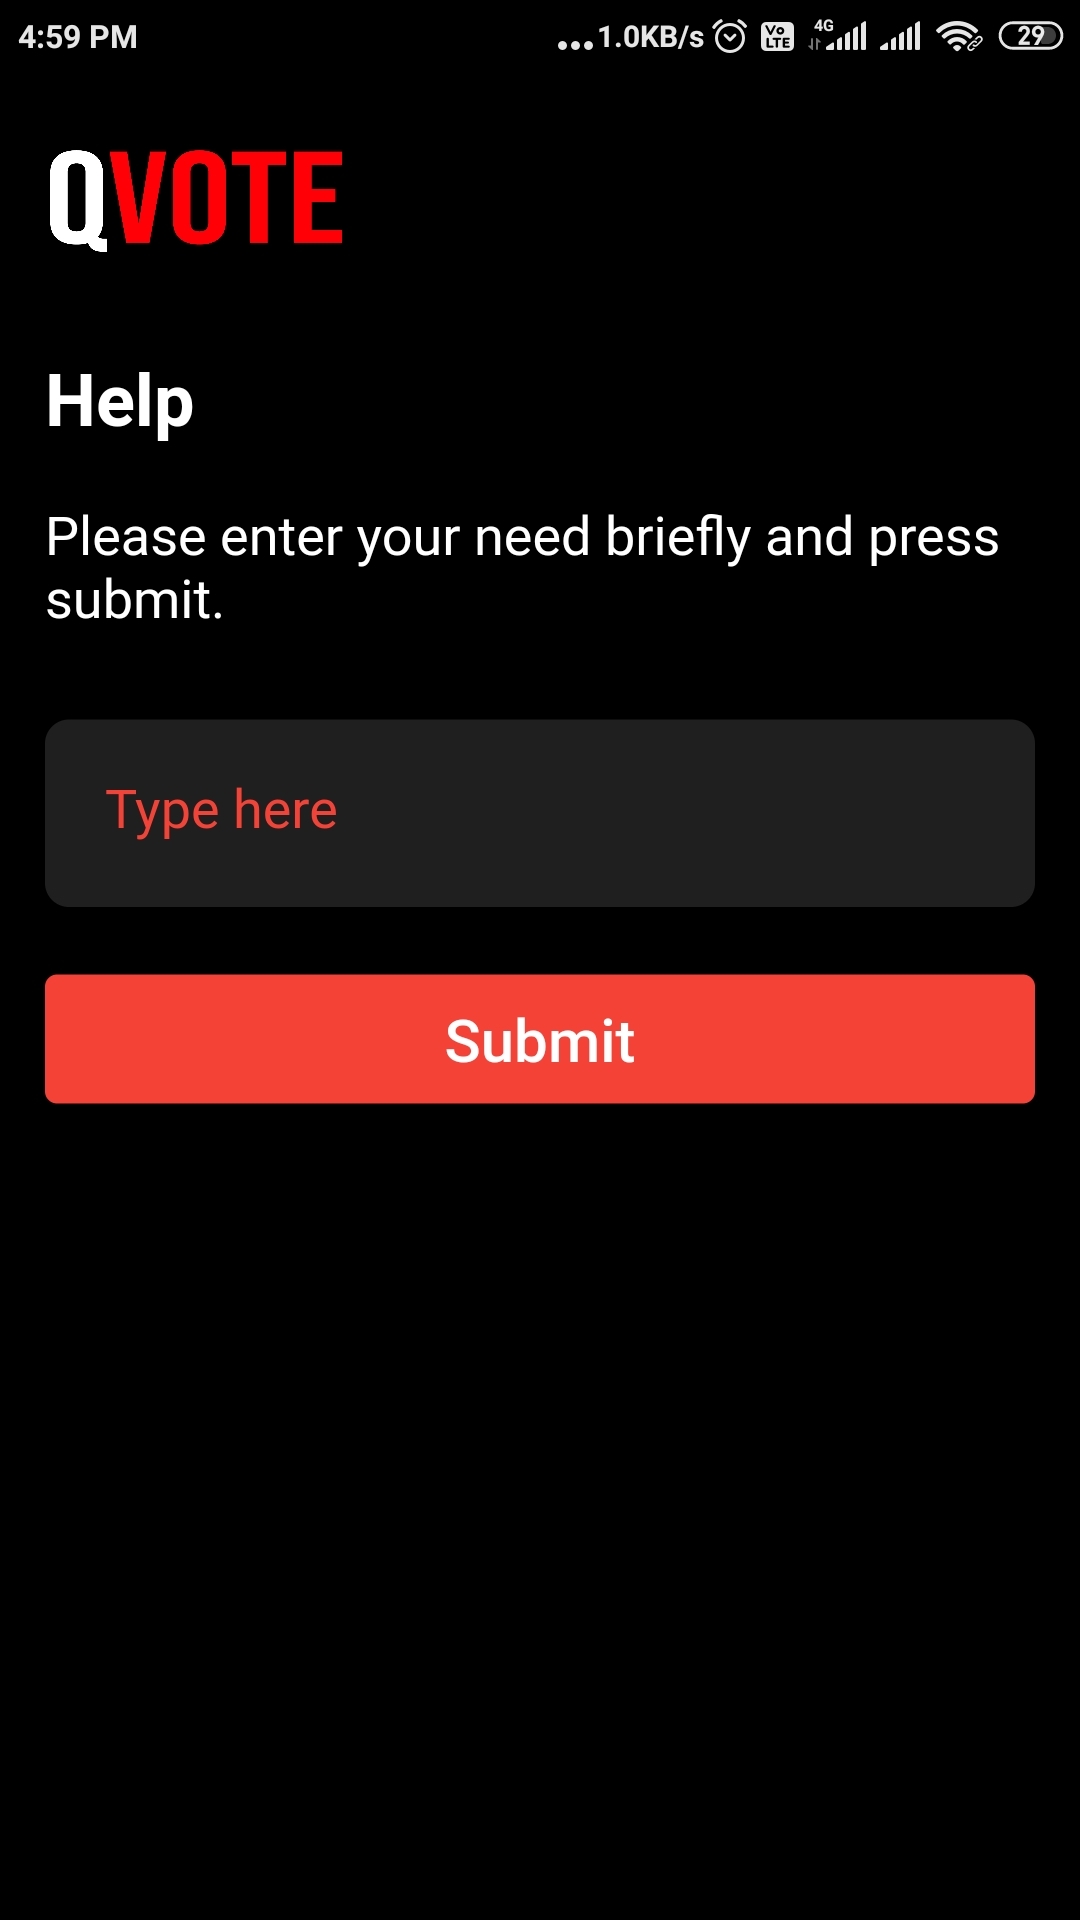 4:59 PM ...1.0KB/s Vo LTE 4G 29
QVOTE
Help
Please enter your need briefly and press
submit.
Type here
Submit